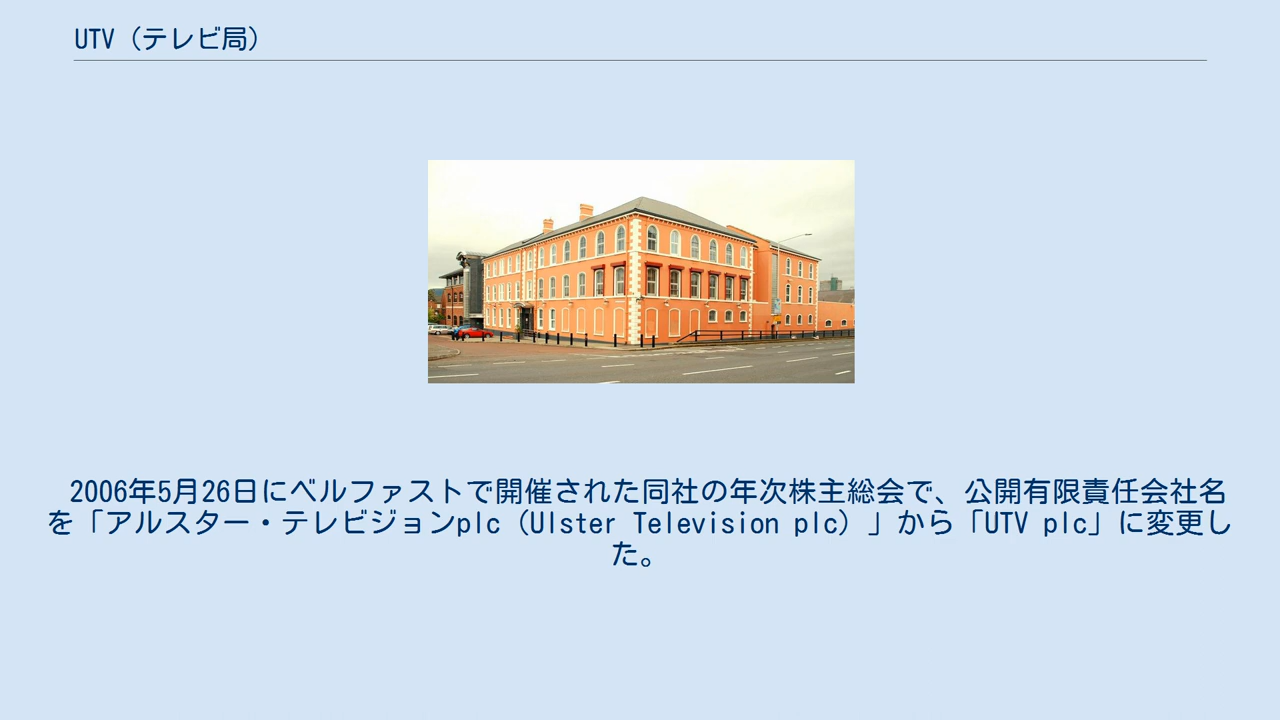 UTV（テレビ局）
2006年5月26日にベルファストで開催された同社の年次株主総会で、公開有限責任会社名
を「アルスター・テレビジョンplc（Ulster Television plc）」から「UTV plc」に変更し
た。